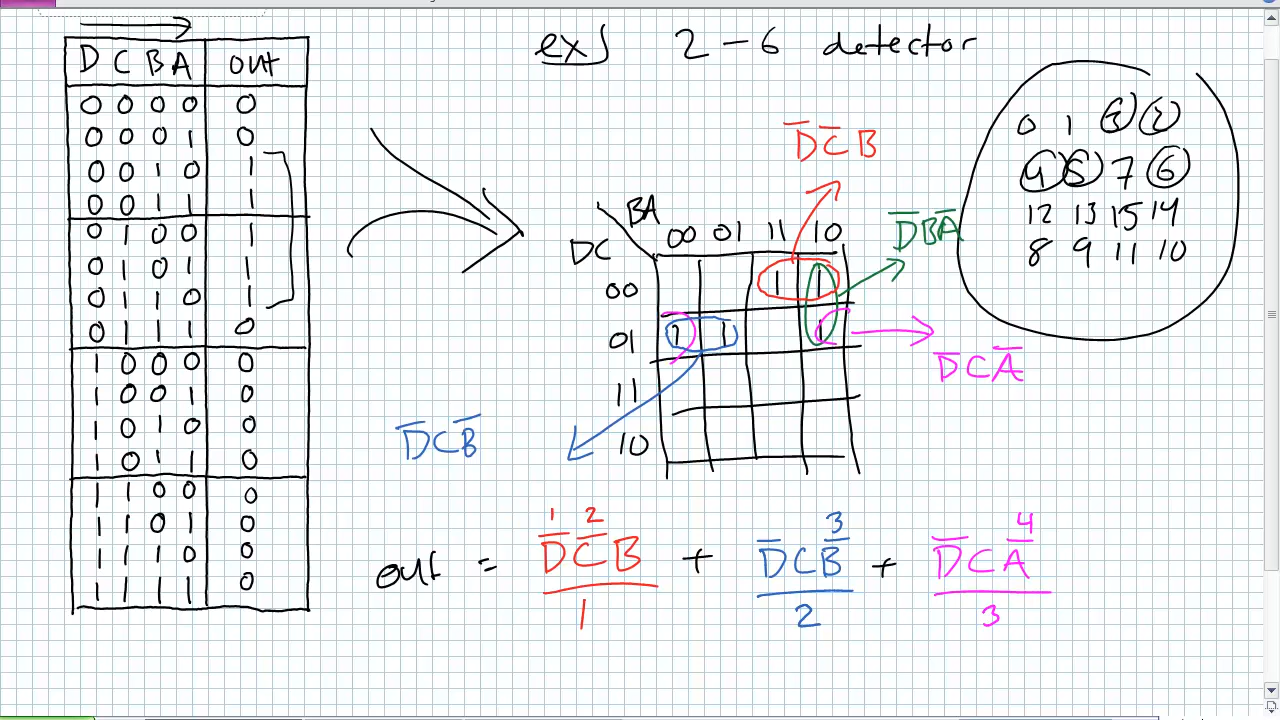 ex) 2-6 detector
D C B A OUT
0 0 0 0 0
0 0 0 1 0
0 0 1 0 1
0 0 1 1 1
0 1 0 0 1
0 1 0 1 1
0 1 1 0 1
0 1 1 1 0
1 0 0 0 0
1 0 0 1 0
1 0 1 0 0
1 0 1 1 0
1 1 0 0 0
1 1 0 1 0
1 1 1 0 0
1 1 1 1 0
D̅C̅B
BA
DC 00 01 11 10
00 1 1
01 1 1 1
11
10
D̅BA̅
D̅CA̅
D̅CB̅
0 1 3 2
4 5 7 6
12 13 15 14
8 9 11 10
1 2 3 4
out = D̅C̅B + D̅CB̅ + D̅CA̅
1 2 3